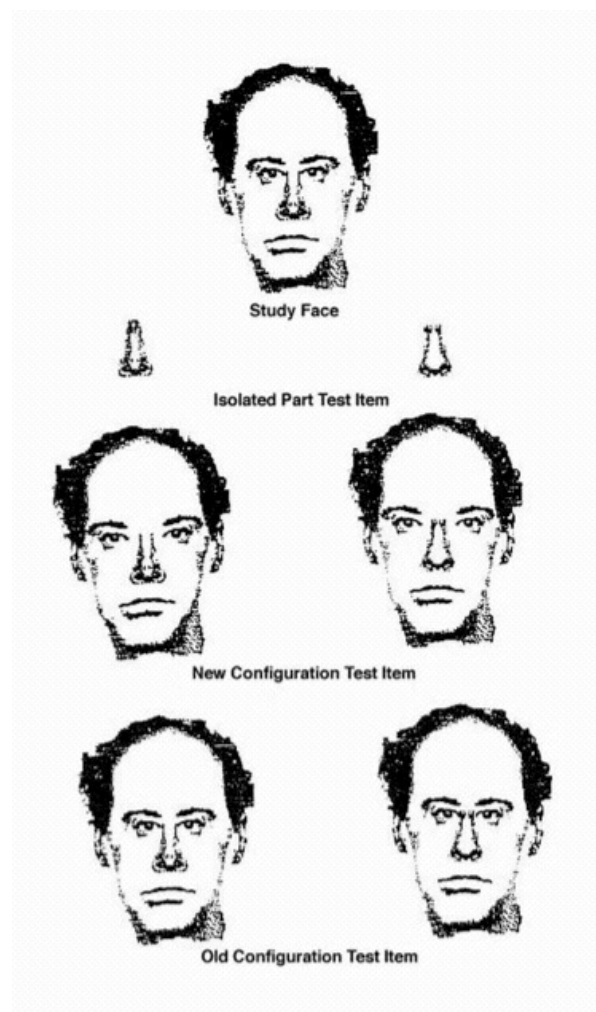 Study Face
Isolated Part Test Item
New Configuration Test Item
Old Configuration Test Item